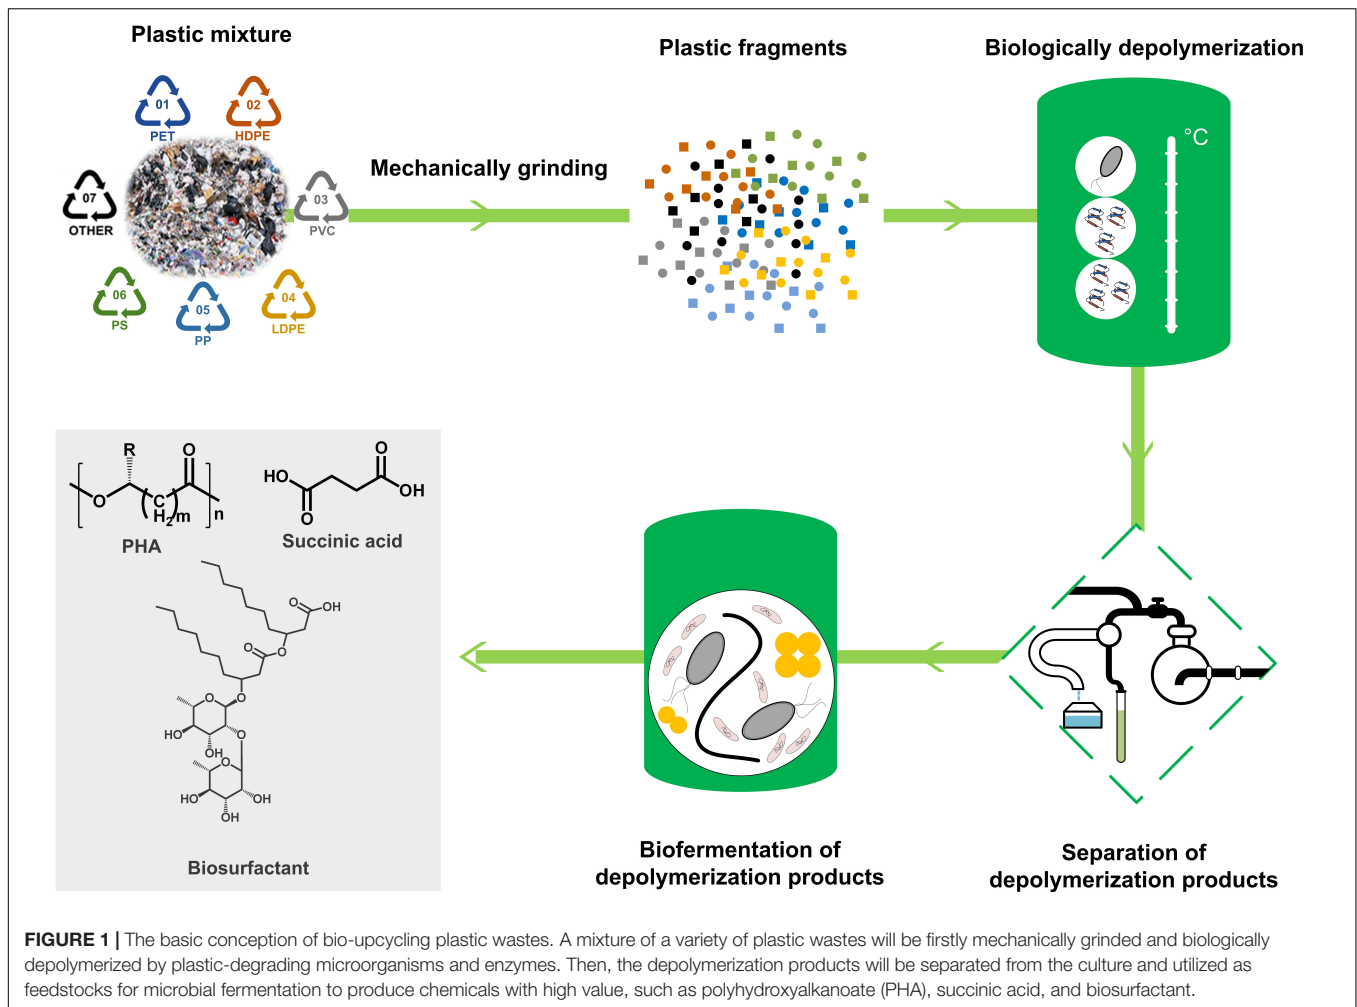 Plastic mixture
01
PET
02
HDPE
07
OTHER
03
PVC
06
PS
05
PP
04
LDPE
Mechanically grinding
Plastic fragments
Biologically depolymerization
°C
R
O
O
C
H2
m
n
PHA
HO
O
O
OH
Succinic acid
O
OH
O
O
O
O
HO
OH
O
O
HO
OH
OH
Biosurfactant
Biofermentation of
depolymerization products
Separation of
depolymerization products
FIGURE 1 | The basic conception of bio-upcycling plastic wastes. A mixture of a variety of plastic wastes will be firstly mechanically grinded and biologically
depolymerized by plastic-degrading microorganisms and enzymes. Then, the depolymerization products will be separated from the culture and utilized as
feedstocks for microbial fermentation to produce chemicals with high value, such as polyhydroxyalkanoate (PHA), succinic acid, and biosurfactant.